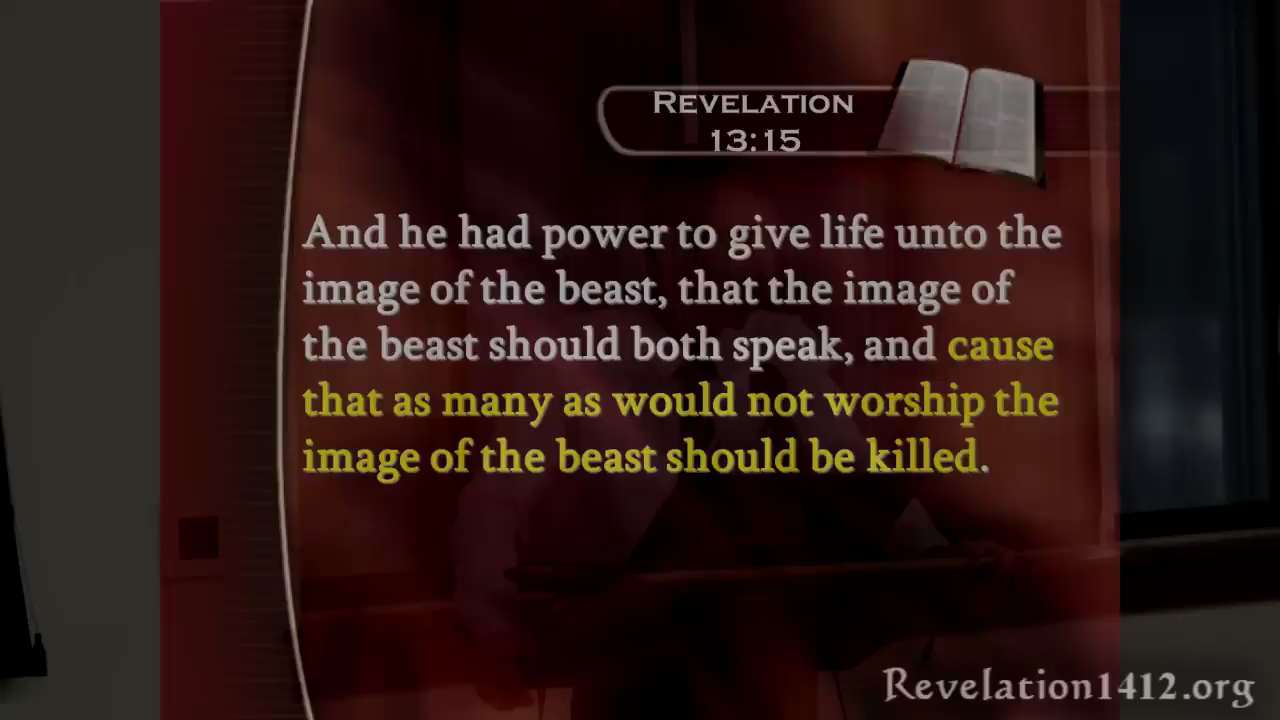 Revelation
13:15
And he had power to give life unto the
image of the beast, that the image of
the beast should both speak, and cause
that as many as would not worship the
image of the beast should be killed.
Revelation1412.org